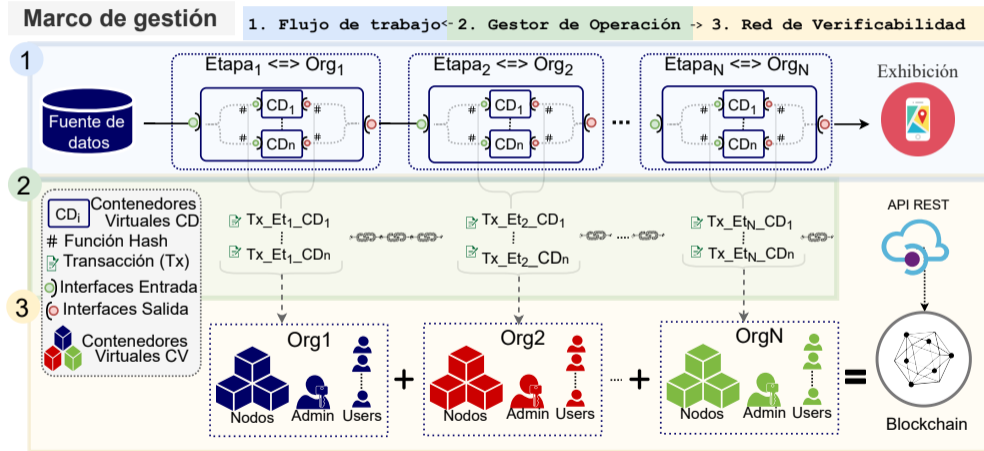 Marco de gestión
1. Flujo de trabajo<- 2. Gestor de Operación -> 3. Red de Verificabilidad
1
Etapa1 <=> Org1
Etapa2 <=> Org2
EtapaN <=> OrgN
Exhibición
Fuente de
datos
# CD1 #
# CDn #
# CD1 #
# CDn #
...
# CD1 #
# CDn #
2
CDi Contenedores
Virtuales CD
# Función Hash
Transacción (Tx)
Interfaces Entrada
Interfaces Salida
Contenedores
Virtuales CV
Tx_Et1_CD1
Tx_Et1_CDn
Tx_Et2_CD1
Tx_Et2_CDn
.....
Tx_EtN_CD1
Tx_EtN_CDn
API REST
3
Org1
Nodos Admin Users
+
Org2
Nodos Admin Users
.... +
OrgN
Nodos Admin Users
=
Blockchain